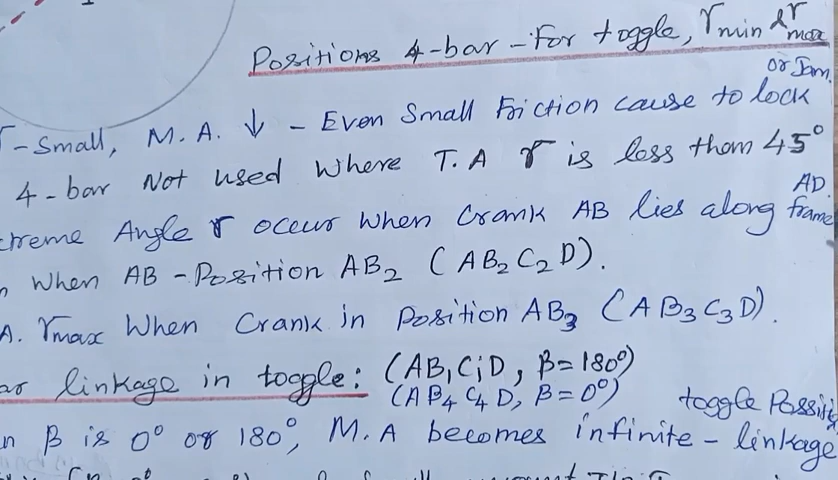 Positions 4-bar - For toggle, γmin & γmax
or Jam.
γ-Small, M.A. ↓ - Even Small Friction cause to lock
4-bar Not used Where T.A γ is less than 45°
treme Angle γ occur when Crank AB lies along frame AD.
When AB - Position AB₂ (AB₂C₂D).
A. γmax When Crank in Position AB₃ (AB₃C₃D).
ar linkage in toggle: (AB₁C₁D, β=180°)
(AB₄C₄D, β=0°) toggle Possiti
n β is 0° or 180°, M.A becomes infinite - linkage